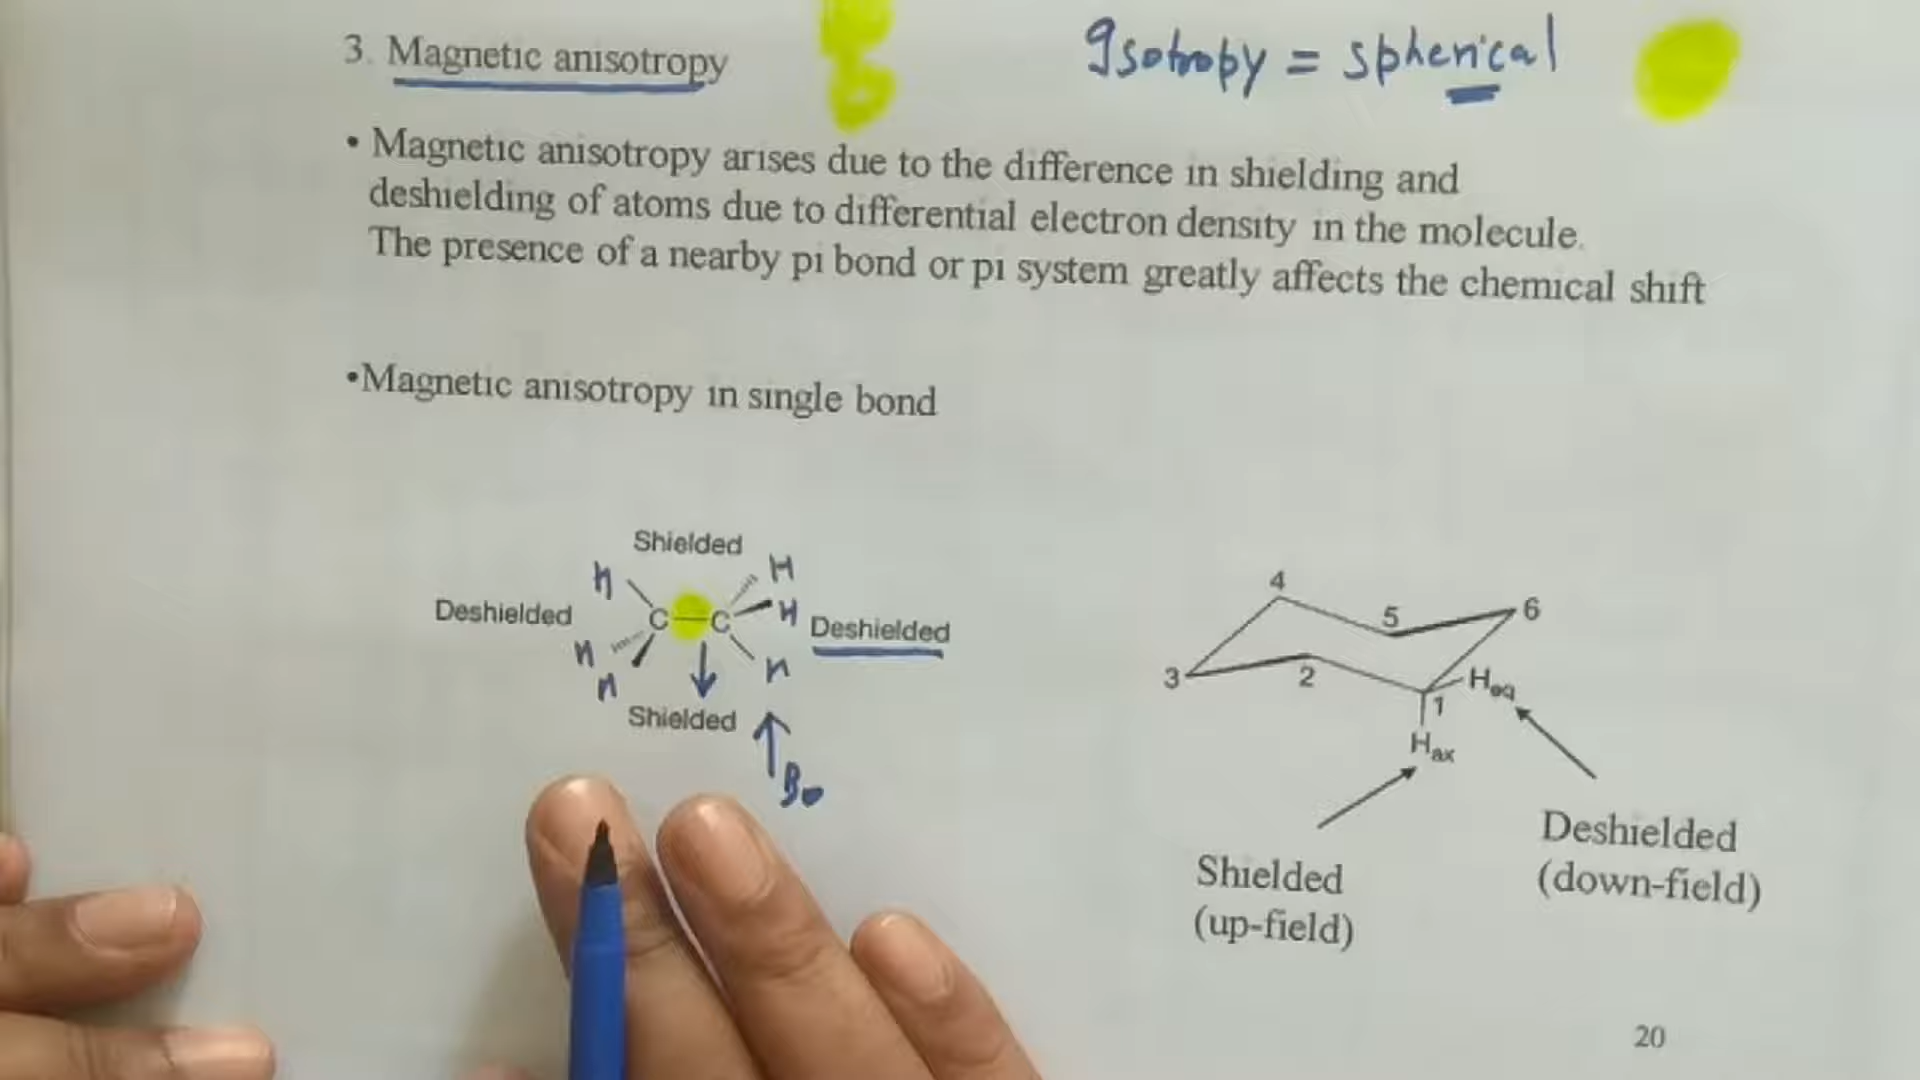 3. Magnetic anisotropy
Isotropy = spherical
• Magnetic anisotropy arises due to the difference in shielding and
deshielding of atoms due to differential electron density in the molecule.
The presence of a nearby pi bond or pi system greatly affects the chemical shift
•Magnetic anisotropy in single bond
Shielded
H H
Deshielded C C H Deshielded
H H
H
Shielded
B₀
4
5 6
3 2 Heq
1
Hax
Deshielded
(down-field)
Shielded
(up-field)
20